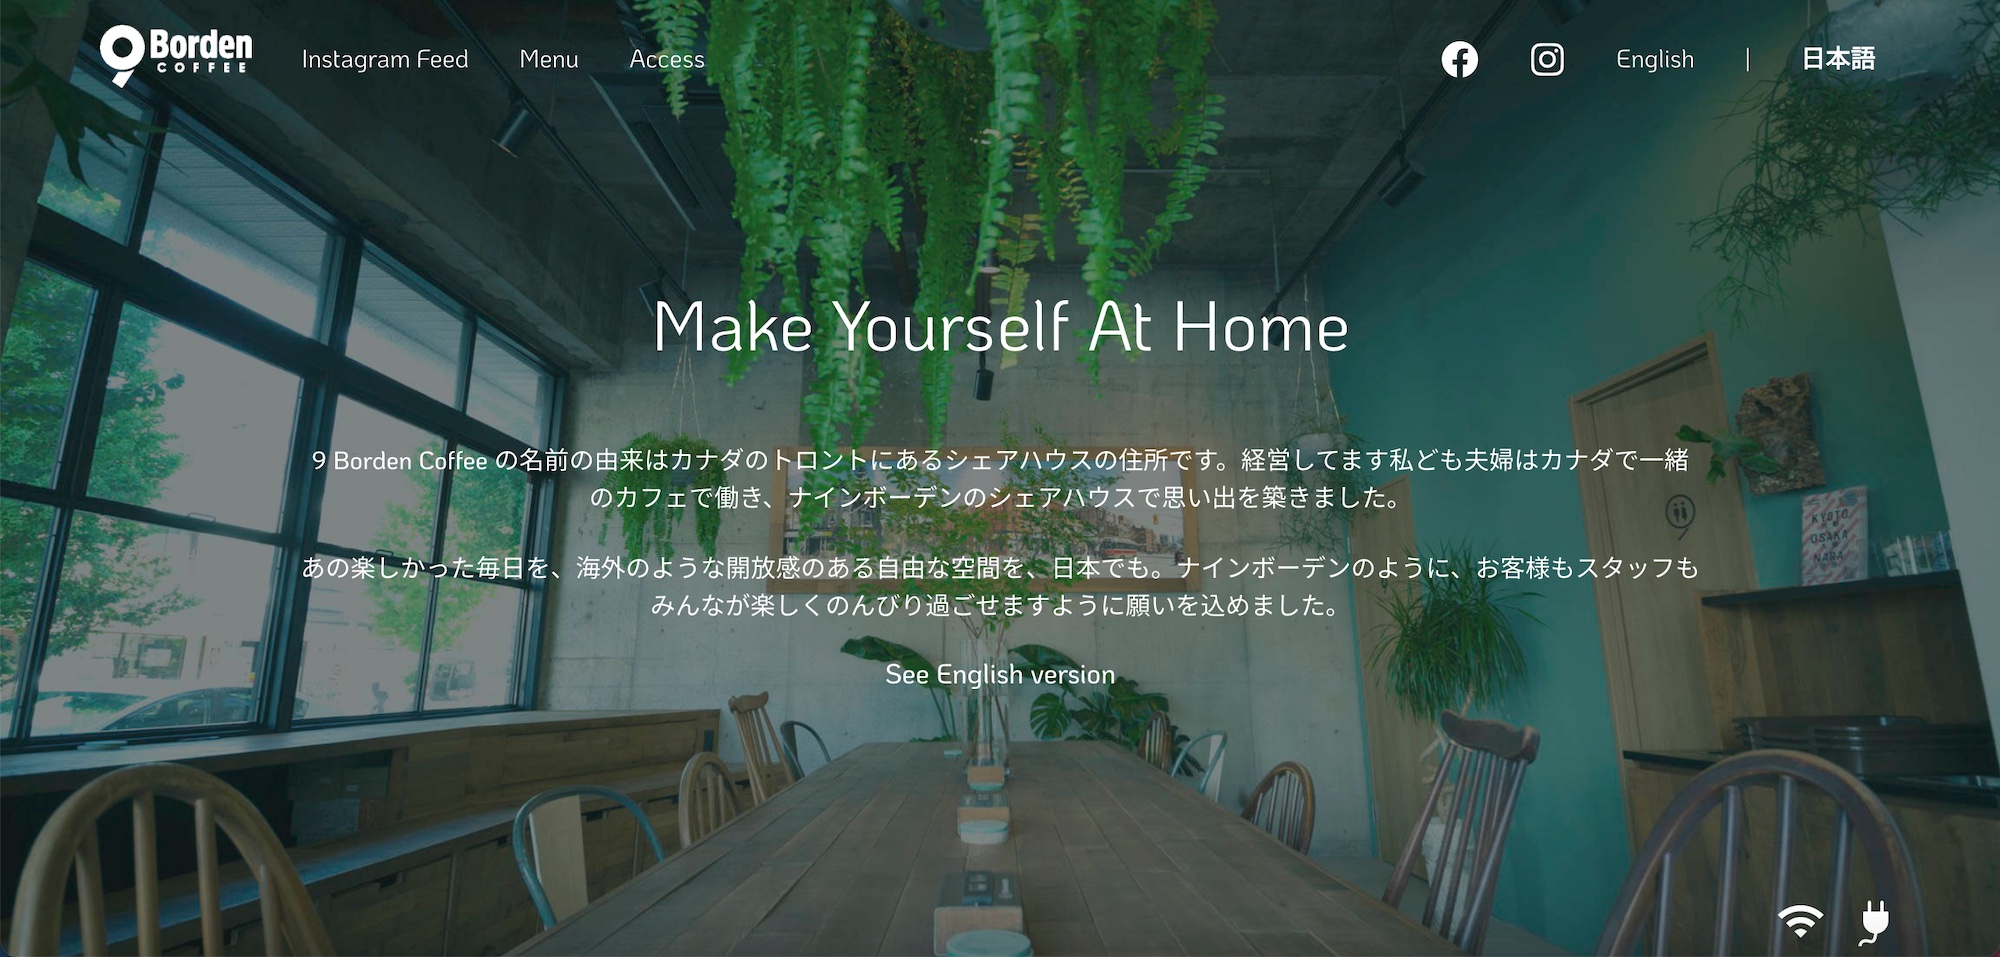 9 Borden
COFFEE
Instagram Feed
Menu
Access
English
|
日本語
Make Yourself At Home
9 Borden Coffee の名前の由来はカナダのトロントにあるシェアハウスの住所です。経営してます私ども夫婦はカナダで一緒
のカフェで働き、ナインボーデンのシェアハウスで思い出を築きました。
あの楽しかった毎日を、海外のような開放感のある自由な空間を、日本でも。ナインボーデンのように、お客様もスタッフも
みんなが楽しくのんびり過ごせますように願いを込めました。
See English version
KYOTO
OSAKA
NARA